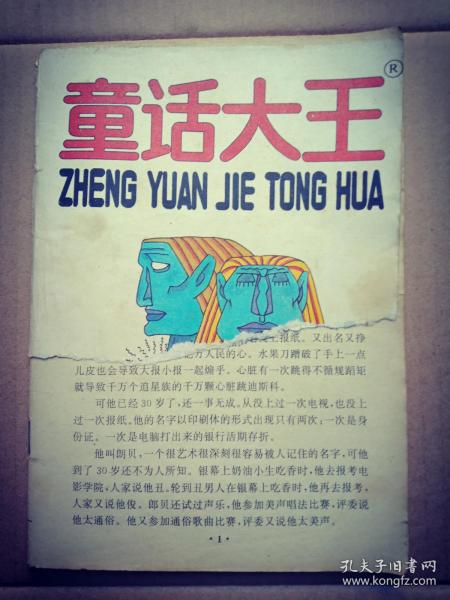 童话大王®
ZHENG YUAN JIE TONG HUA
报纸。又出名又挣
亿万人民的心。水果刀蹭破了手上一点
儿皮也会导致大报小报一起煽乎。心脏有一次跳得不循规蹈矩
就导致千万个追星族的千万颗心脏跳迪斯科。
可他已经30岁了，还一事无成。从没上过一次电视，也没上
过一次报纸。他的名字以印刷体的形式出现只有两次：一次是身
份证。一次是电脑打出来的银行活期存折。
他叫朗贝，一个很艺术很深刻很容易被人记住的名字，可他
到了30岁还不为人所知。银幕上奶油小生吃香时，他去报考电
影学院，人家说他丑。轮到丑男人在银幕上吃香时，他再去报考，
人家又说他俊。郎贝还试过声乐，他参加美声唱法比赛，评委说
他太通俗。他又参加通俗歌曲比赛，评委又说他太美声。
·1·
孔夫子旧书网
www.kongfz.com